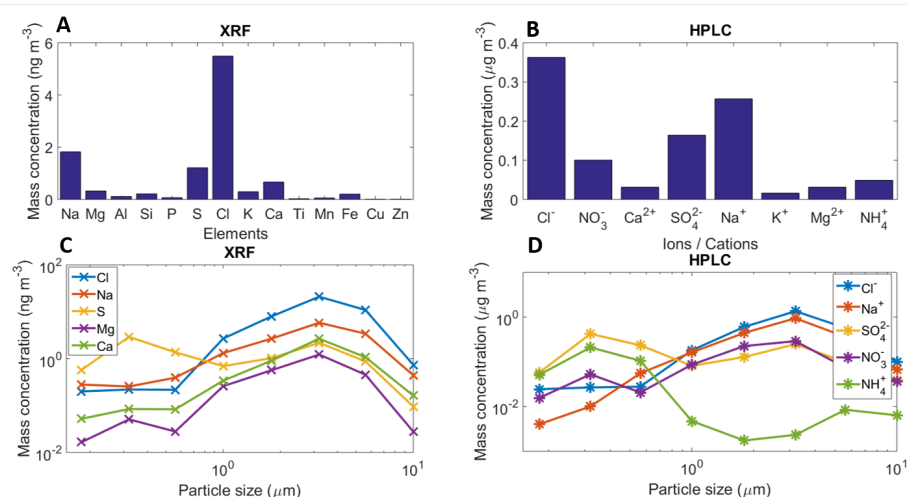 A
XRF
Mass concentration (ng m⁻³)
6
4
2
0
Na Mg Al Si P S Cl K Ca Ti Mn Fe Cu Zn
Elements
B
HPLC
Mass concentration (μg m⁻³)
0.4
0.3
0.2
0.1
0
Cl⁻ NO₃⁻ Ca²⁺ SO₄²⁻ Na⁺ K⁺ Mg²⁺ NH₄⁺
Ions / Cations
C
XRF
Mass concentration (ng m⁻³)
10²
10⁰
10⁻²
Cl
Na
S
Mg
Ca
10⁰ 10¹
Particle size (μm)
D
HPLC
Mass concentration (μg m⁻³)
10⁰
10⁻²
Cl⁻
Na⁺
SO₄²⁻
NO₃⁻
NH₄⁺
10⁰ 10¹
Particle size (μm)